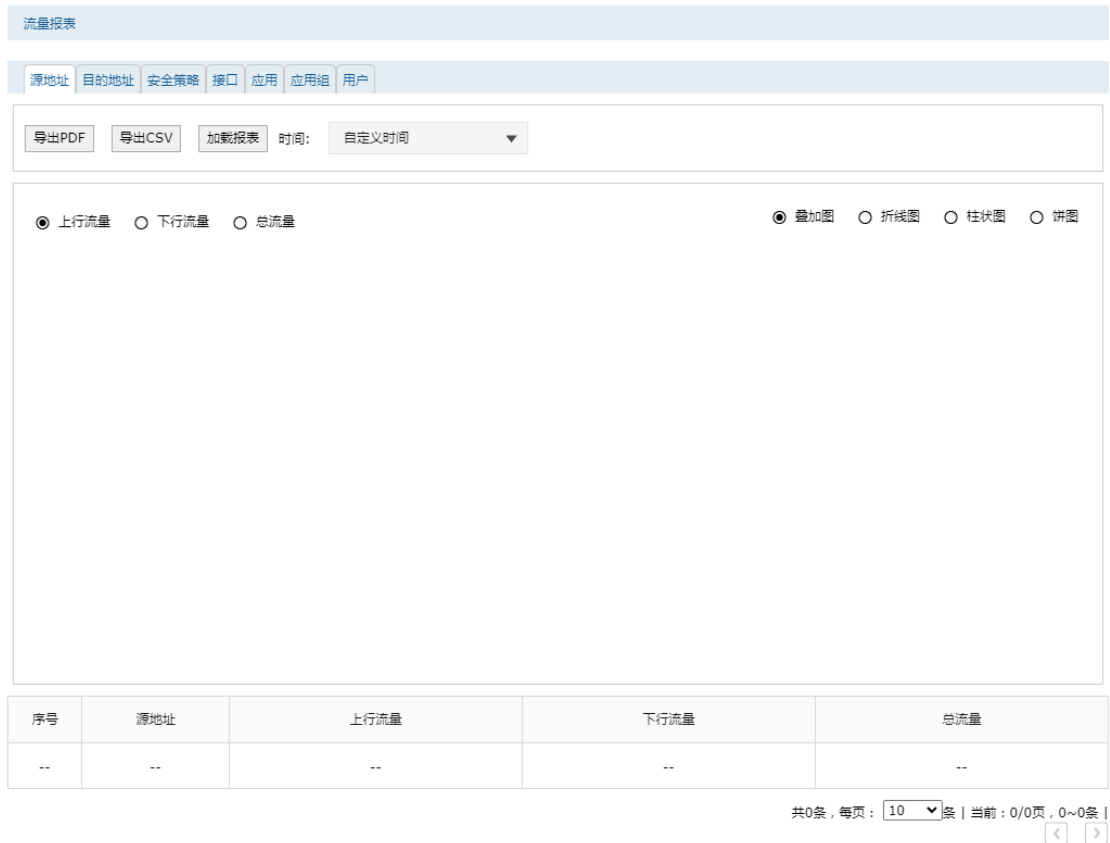 流量报表
源地址 目的地址 安全策略 接口 应用 应用组 用户
导出PDF 导出CSV 加载报表 时间: 自定义时间
上行流量 下行流量 总流量 叠加图 折线图 柱状图 饼图
序号 源地址 上行流量 下行流量 总流量
-- -- -- -- --
共0条，每页： 10 条 | 当前：0/0页，0~0条 |